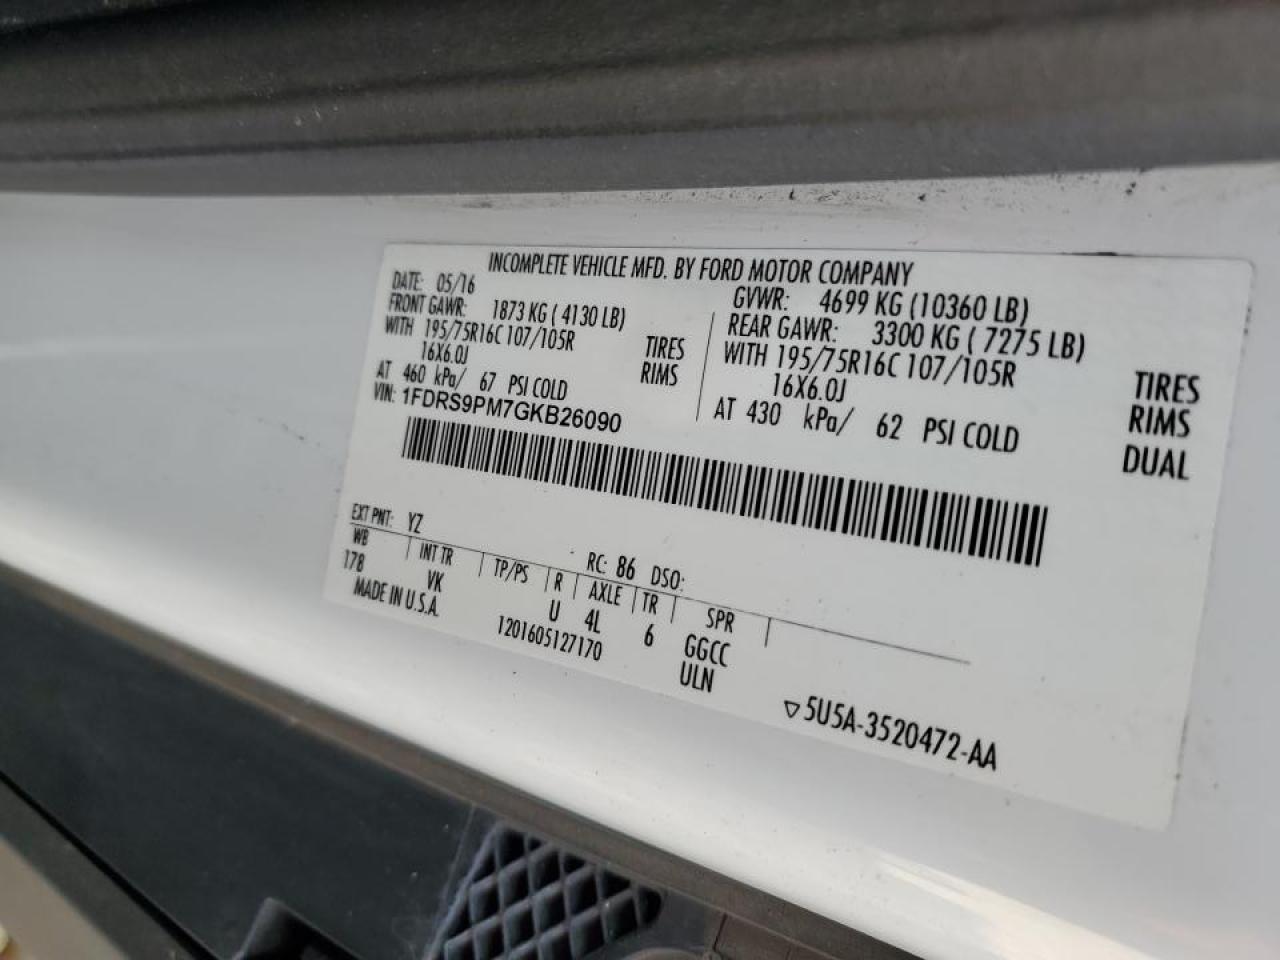 INCOMPLETE VEHICLE MFD. BY FORD MOTOR COMPANY
DATE: 05/16
GVWR: 4699 KG (10360 LB)
FRONT GAWR: 1873 KG ( 4130 LB)
REAR GAWR: 3300 KG ( 7275 LB)
WITH 195/75R16C 107/105R TIRES
WITH 195/75R16C 107/105R TIRES
16X6.0J RIMS
16X6.0J RIMS
AT 460 kPa/ 67 PSI COLD
AT 430 kPa/ 62 PSI COLD DUAL
VIN: 1FDRS9PM7GKB26090
EXT PNT: YZ RC: 86 DSO:
WB INT TR TP/PS R AXLE TR SPR
178 VK U 4L 6 GGCC
MADE IN U.S.A. 1201605127170 ULN
▽5U5A-3520472-AA